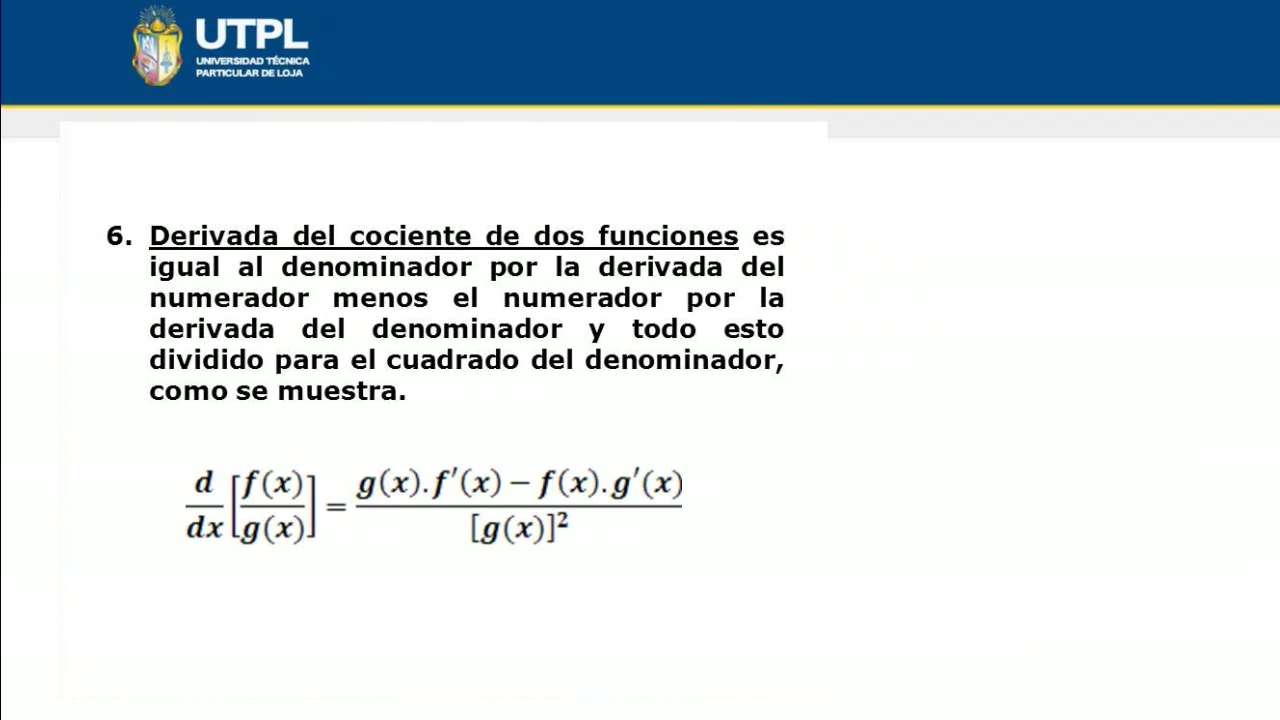 UTPL
UNIVERSIDAD TÉCNICA
PARTICULAR DE LOJA
6. Derivada del cociente de dos funciones es
igual al denominador por la derivada del
numerador menos el numerador por la
derivada del denominador y todo esto
dividido para el cuadrado del denominador,
como se muestra.
d/dx [f(x)/g(x)] = (g(x).f'(x) − f(x).g'(x))/[g(x)]²